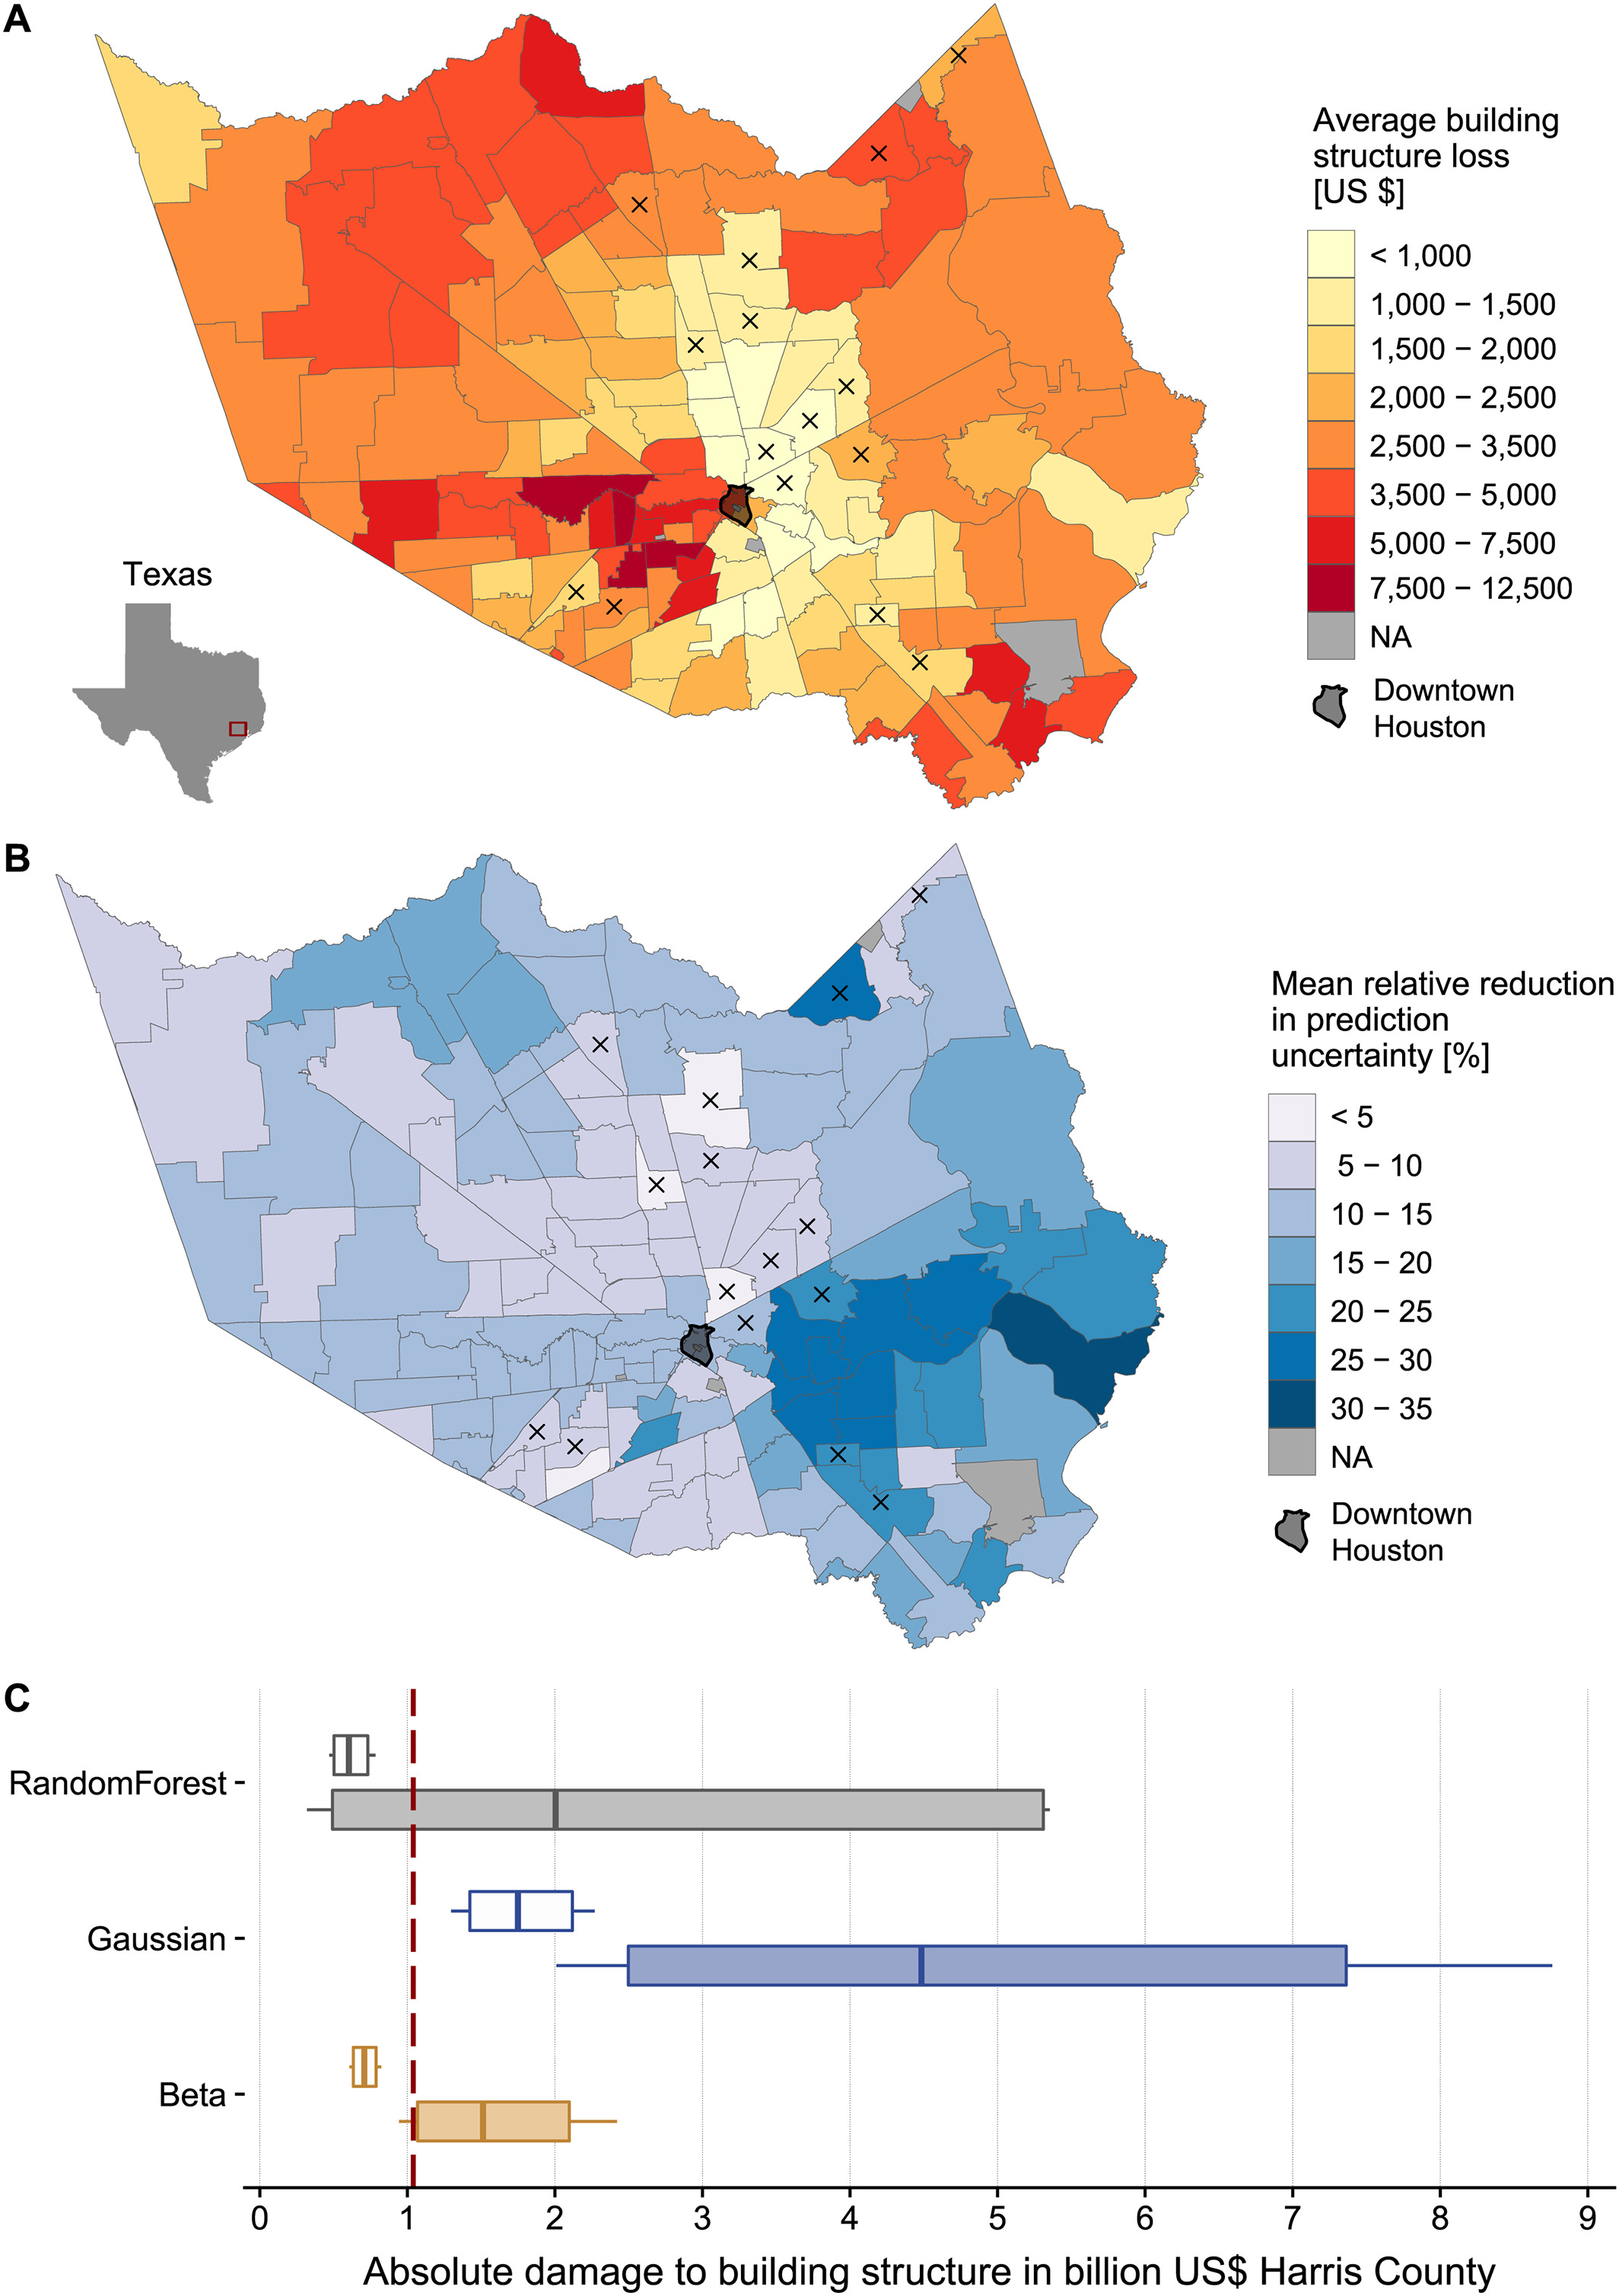 A
Average building
structure loss
[US $]
< 1,000
1,000 – 1,500
1,500 – 2,000
2,000 – 2,500
2,500 – 3,500
3,500 – 5,000
5,000 – 7,500
7,500 – 12,500
NA
Downtown
Houston
Texas
B
Mean relative reduction
in prediction
uncertainty [%]
< 5
5 – 10
10 – 15
15 – 20
20 – 25
25 – 30
30 – 35
NA
Downtown
Houston
C
RandomForest
Gaussian
Beta
0 1 2 3 4 5 6 7 8 9
Absolute damage to building structure in billion US$ Harris County